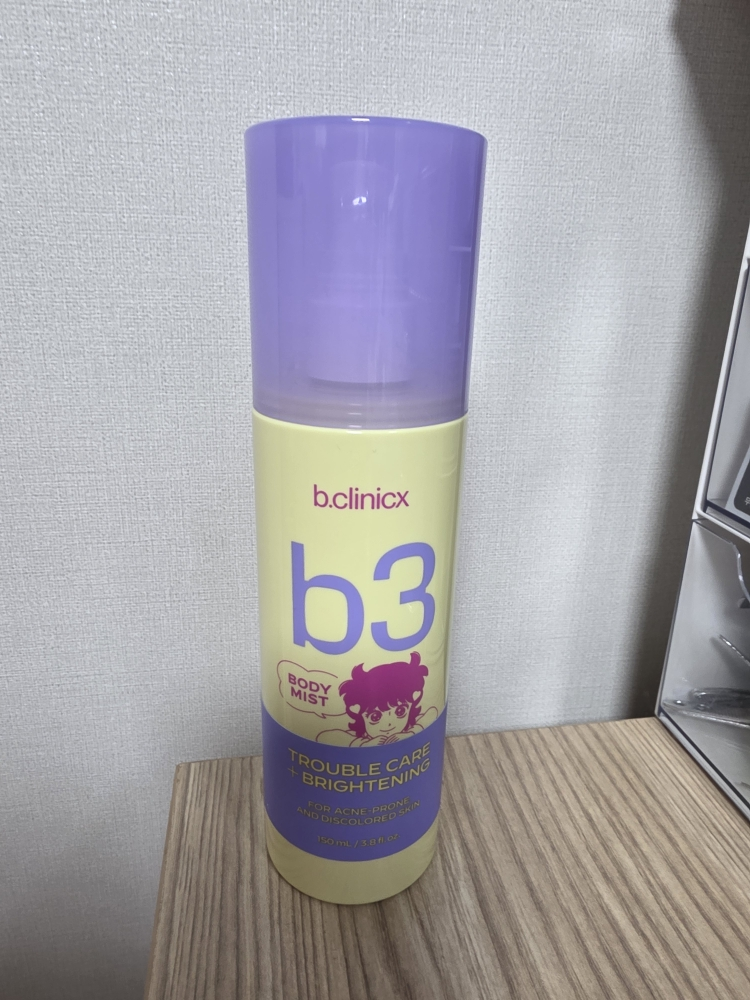 b.clinicx
b3
BODY
MIST
TROUBLE CARE
+ BRIGHTENING
FOR ACNE-PRONE
AND DISCOLORED SKIN
150 mL / 3.8 fl.oz.